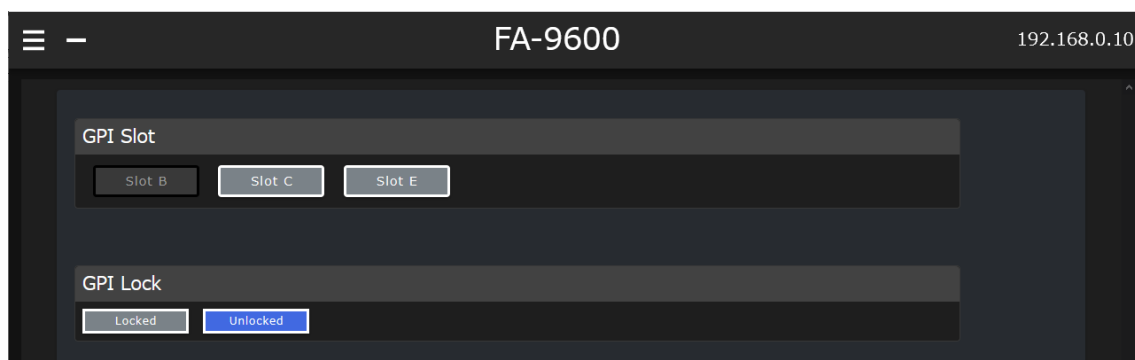 FA-9600
192.168.0.10
GPI Slot
Slot B Slot C Slot E
GPI Lock
Locked Unlocked